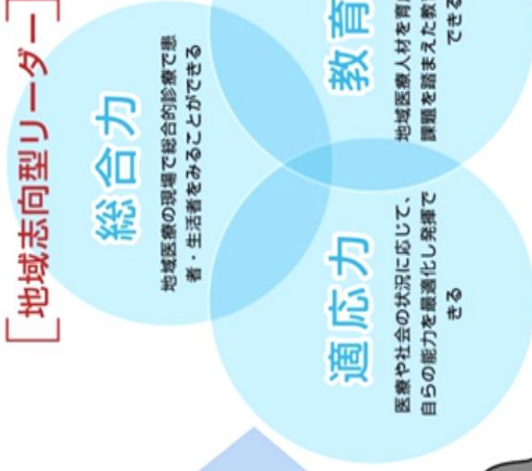 [地域志向型リーダー]
総合力
地域医療の現場で総合的診療で患
者・生活者をみることができる
適応力
医療や社会の状況に応じて、
自らの能力を最適化し発揮で
きる
教育
地域医療人材を育
課題を踏まえた教
できる